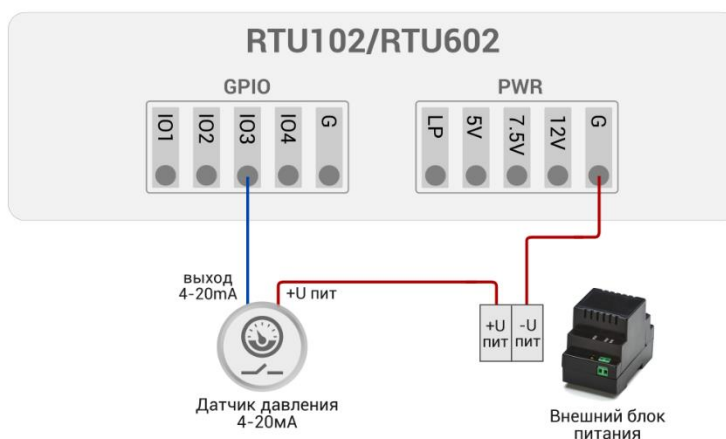 RTU102/RTU602
GPIO
PWR
IO1
IO2
IO3
IO4
G
LP
5V
7.5V
12V
G
выход
4-20mA
+U пит
+U
пит
-U
пит
Датчик давления
4-20мА
Внешний блок
питания